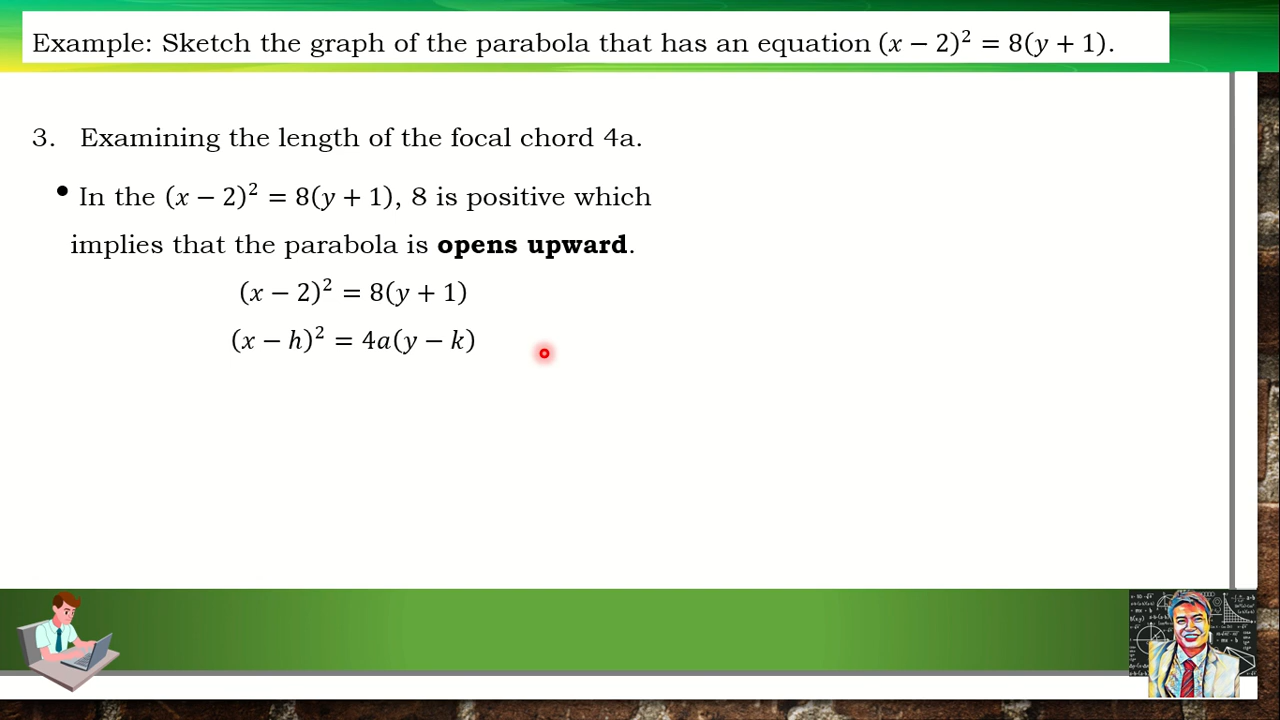 Example: Sketch the graph of the parabola that has an equation (𝑥 − 2)² = 8(𝑦 + 1).
3. Examining the length of the focal chord 4a.
• In the (𝑥 − 2)² = 8(𝑦 + 1), 8 is positive which
implies that the parabola is opens upward.
(𝑥 − 2)² = 8(𝑦 + 1)
(𝑥 − ℎ)² = 4𝑎(𝑦 − 𝑘)